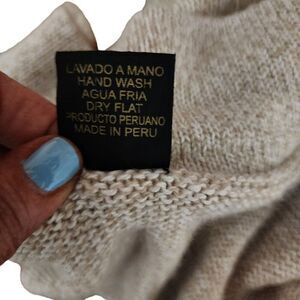 LAVADO A MANO
HAND WASH
AGUA FRIA
DRY FLAT
PRODUCTO PERUANO
MADE IN PERU